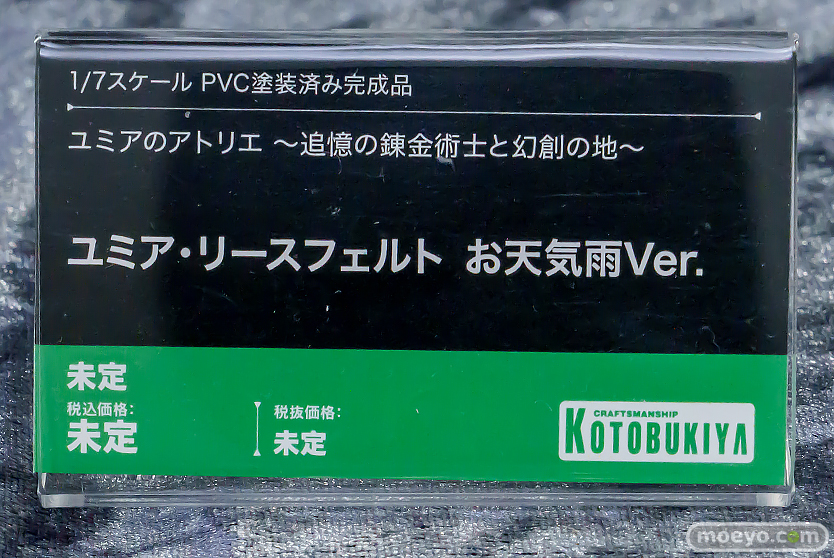 1/7スケール PVC塗装済み完成品
ユミアのアトリエ ～追憶の錬金術士と幻創の地～
ユミア・リースフェルト お天気雨Ver.
未定
税込価格:
未定
税抜価格:
未定
CRAFTSMANSHIP
KOTOBUKIYA
moeyo.com